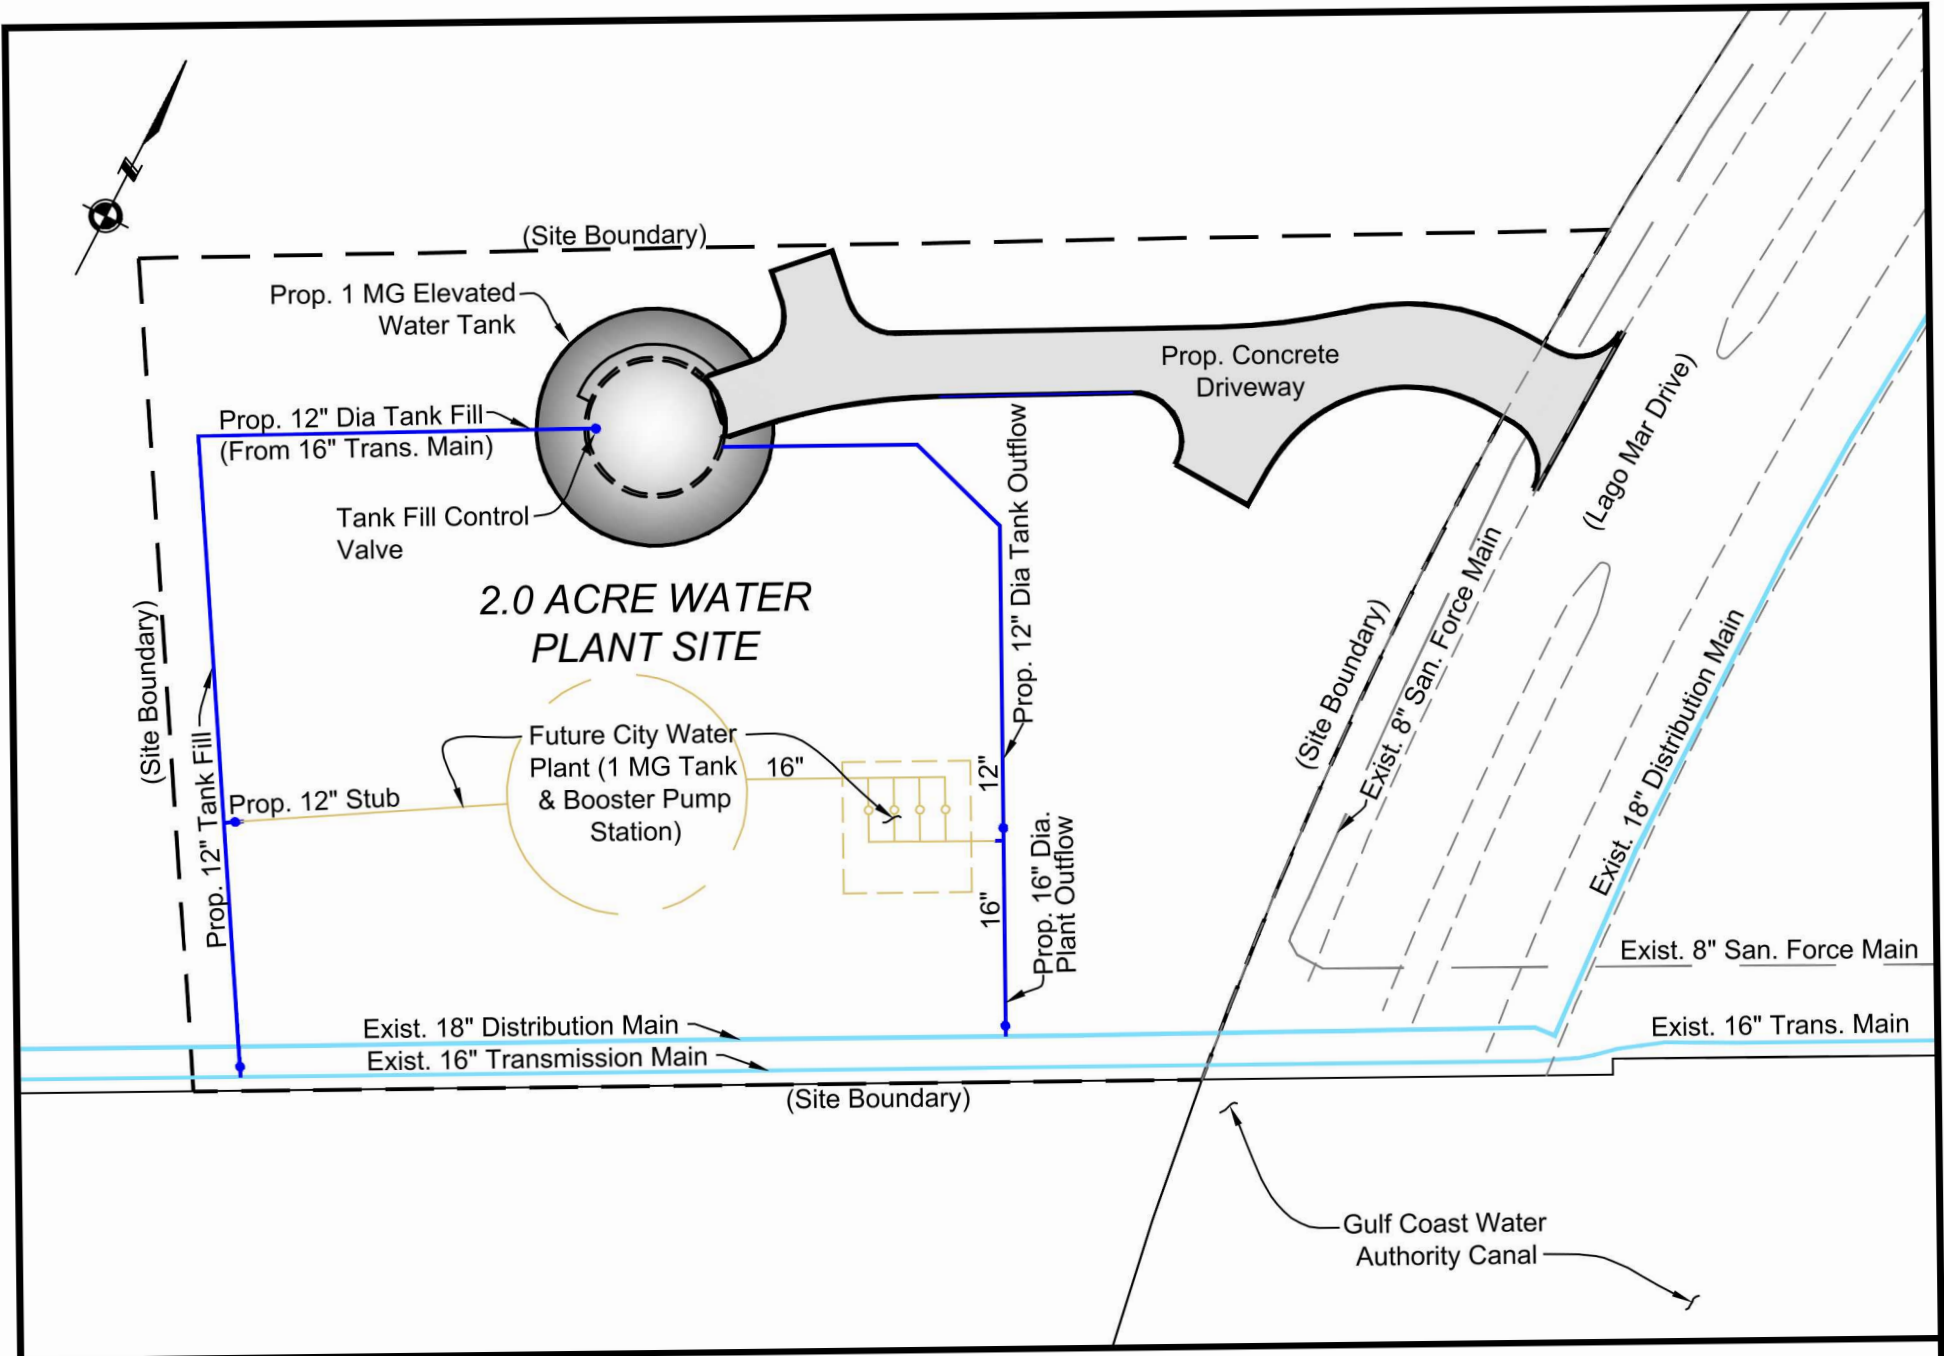 N
(Site Boundary)
Prop. 1 MG Elevated
Water Tank
Prop. Concrete
Driveway
Prop. 12" Dia Tank Fill
(From 16" Trans. Main)
Tank Fill Control
Valve
Prop. 12" Dia Tank Outflow
(Lago Mar Drive)
2.0 ACRE WATER
PLANT SITE
(Site Boundary)
Prop. 12" Tank Fill
Prop. 12" Stub
Future City Water
Plant (1 MG Tank
& Booster Pump
Station)
16"
12"
16"
Prop. 16" Dia.
Plant Outflow
(Site Boundary)
Exist. 8" San. Force Main
Exist. 18" Distribution Main
Exist. 8" San. Force Main
Exist. 18" Distribution Main
Exist. 16" Transmission Main
Exist. 16" Trans. Main
(Site Boundary)
Gulf Coast Water
Authority Canal